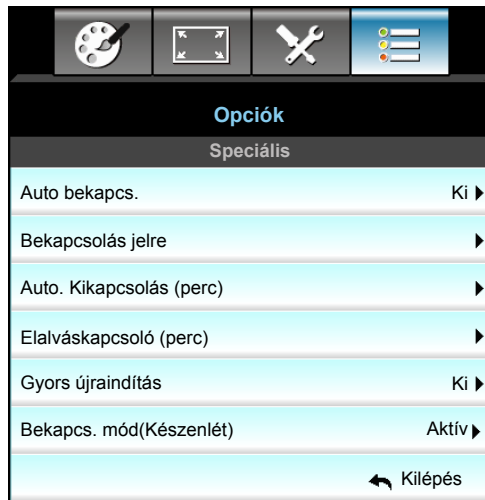 Opciók
Speciális
Auto bekapcs. Ki
Bekapcsolás jelre
Auto. Kikapcsolás (perc)
Elalváskapcsoló (perc)
Gyors újraindítás Ki
Bekapcs. mód(Készenlét) Aktív
Kilépés